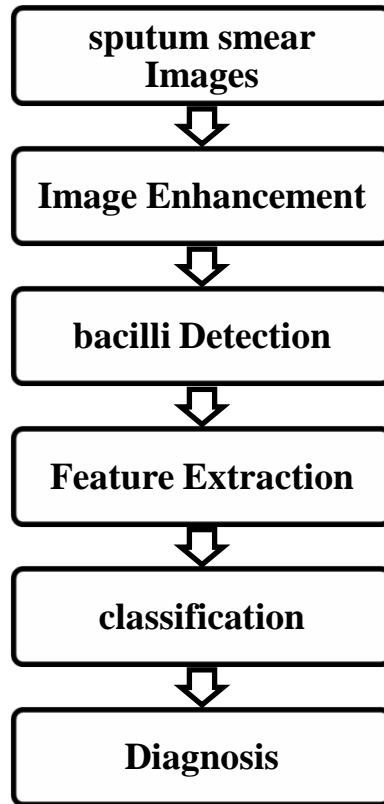 sputum smear
Images
Image Enhancement
bacilli Detection
Feature Extraction
classification
Diagnosis